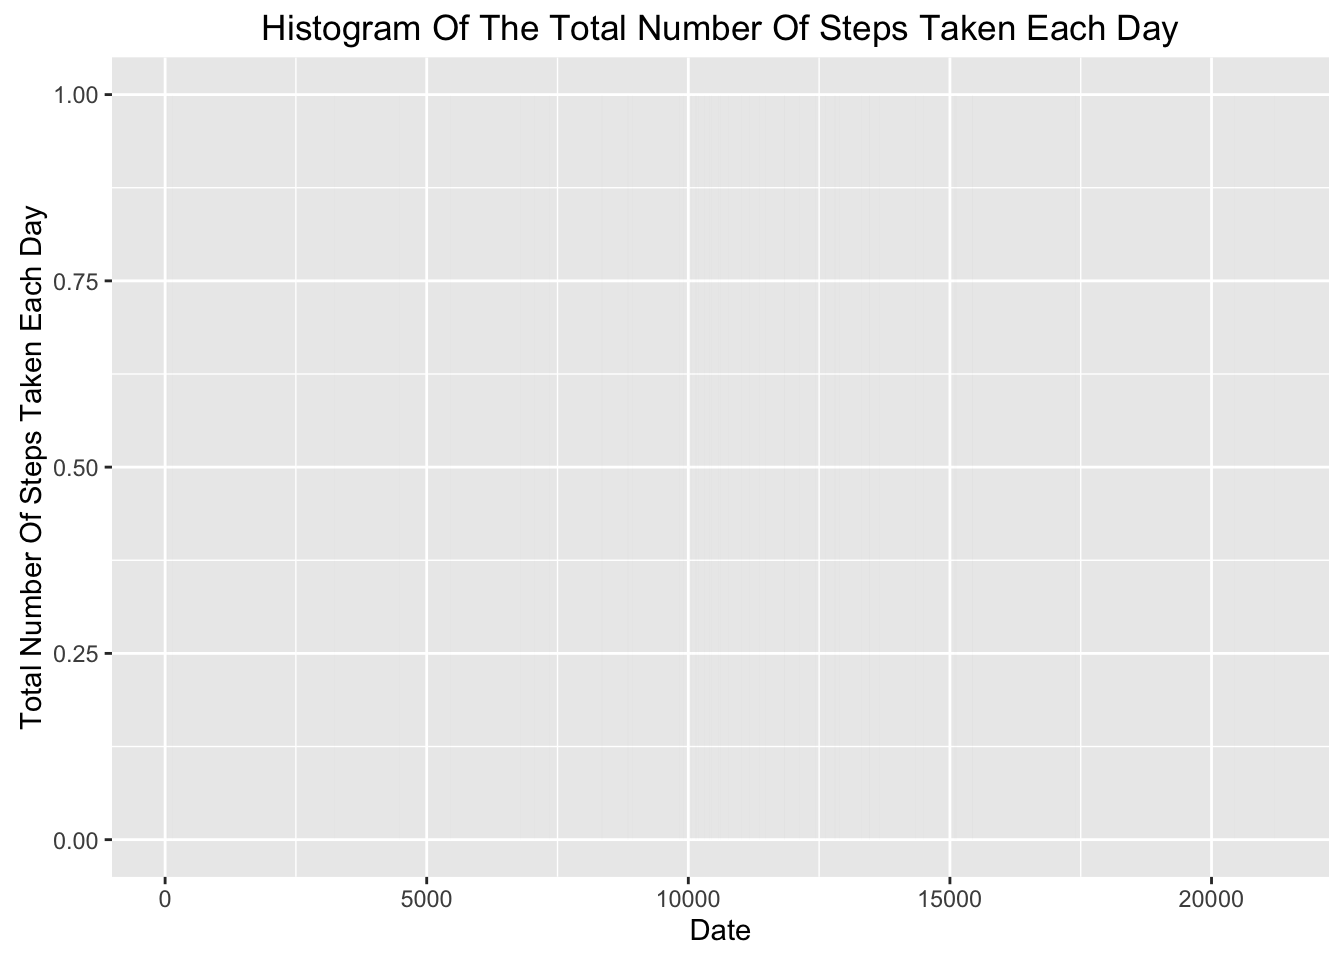 Histogram Of The Total Number Of Steps Taken Each Day
Total Number Of Steps Taken Each Day
1.00
0.75
0.50
0.25
0.00
0 5000 10000 15000 20000
Date